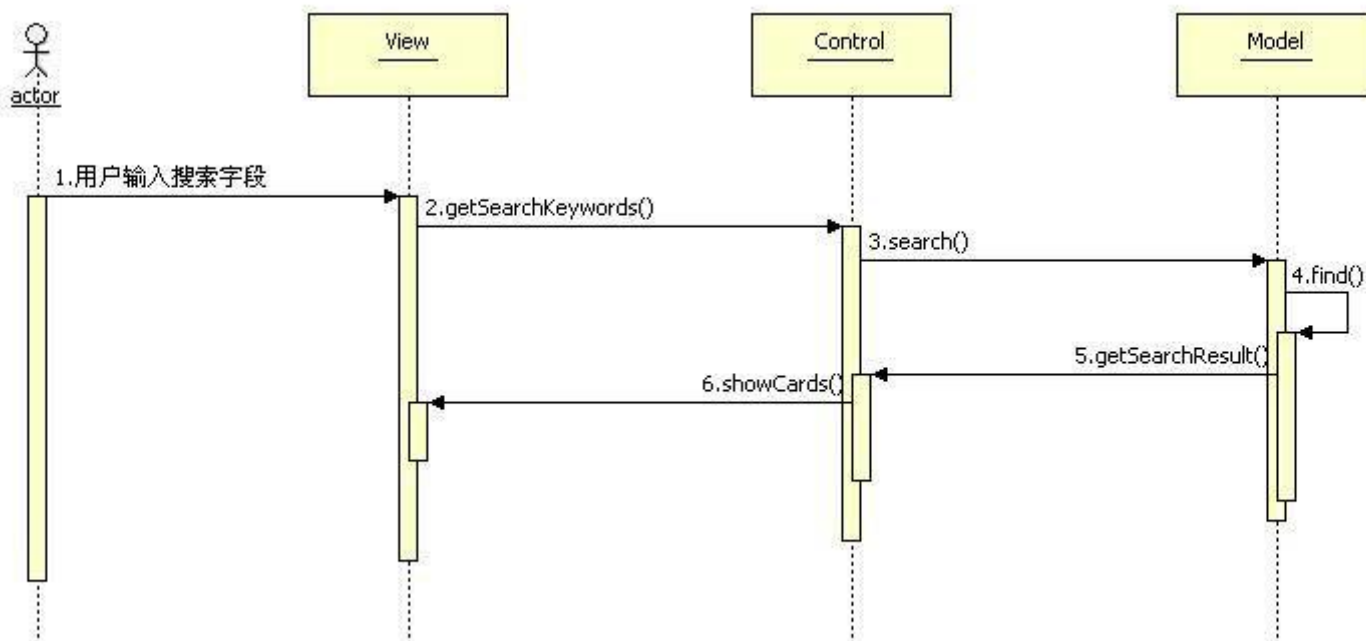 View
Control
Model
actor
1.用户输入搜索字段
2.getSearchKeywords()
3.search()
4.find()
5.getSearchResult()
6.showCards()